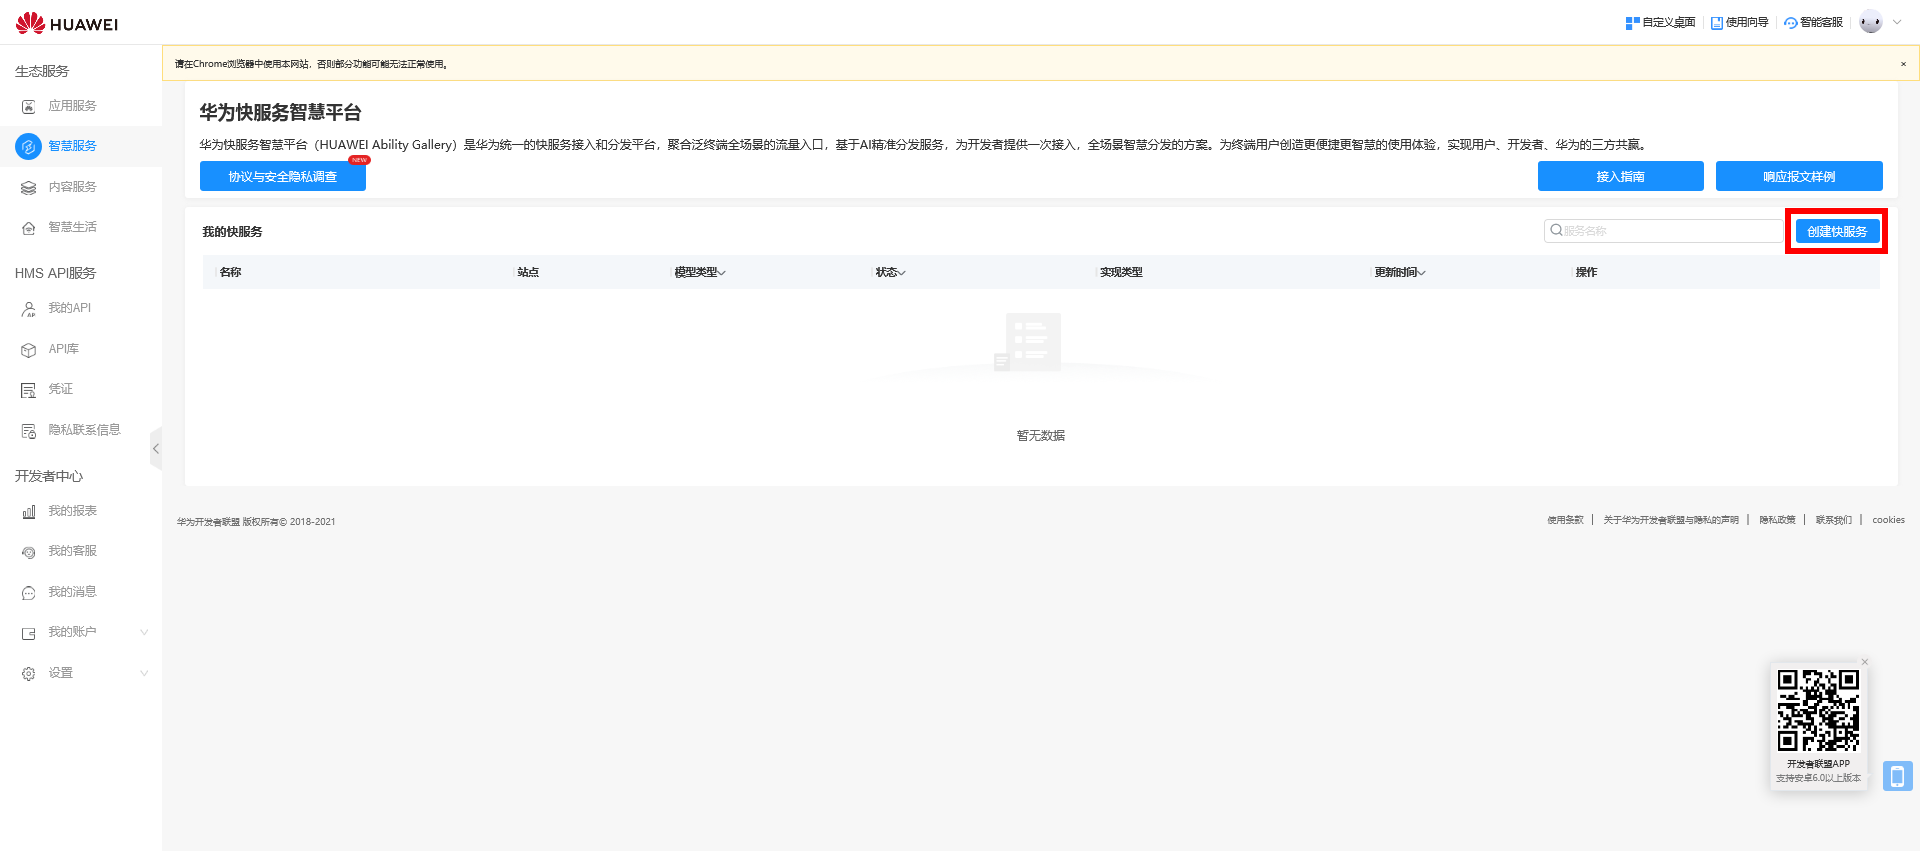 HUAWEI
自定义桌面 使用向导 智能客服
请在Chrome浏览器中使用本网站，否则部分功能可能无法正常使用。
生态服务
应用服务
智慧服务
内容服务
智慧生活
HMS API服务
我的API
API库
凭证
隐私联系信息
开发者中心
我的报表
我的客服
我的消息
我的账户
设置
华为快服务智慧平台
华为快服务智慧平台（HUAWEI Ability Gallery）是华为统一的快服务接入和分发平台，聚合泛终端全场景的流量入口，基于AI精准分发服务，为开发者提供一次接入，全场景智慧分发的方案。为终端用户创造更便捷更智慧的使用体验，实现用户、开发者、华为的三方共赢。
NEW
协议与安全隐私调查 接入指南 响应报文样例
我的快服务 服务名称 创建快服务
名称 站点 模型类型 状态 实现类型 更新时间 操作
暂无数据
华为开发者联盟 版权所有© 2018-2021
使用条款 | 关于华为开发者联盟与隐私的声明 | 隐私政策 | 联系我们 | cookies
开发者联盟APP
支持安卓6.0以上版本